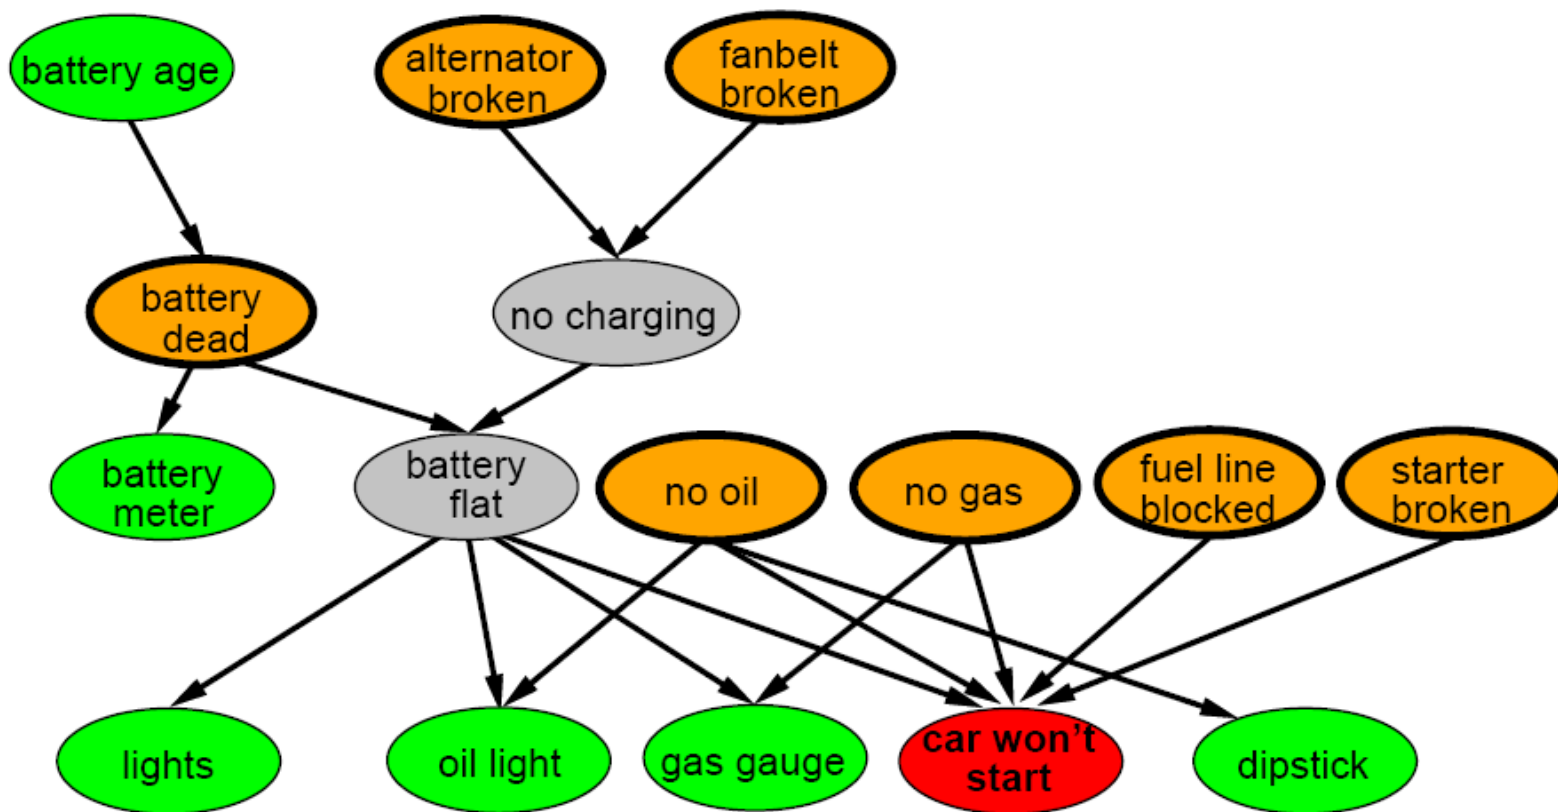 battery age
alternator
broken
fanbelt
broken
battery
dead
no charging
battery
meter
battery
flat
no oil
no gas
fuel line
blocked
starter
broken
lights
oil light
gas gauge
car won't
start
dipstick